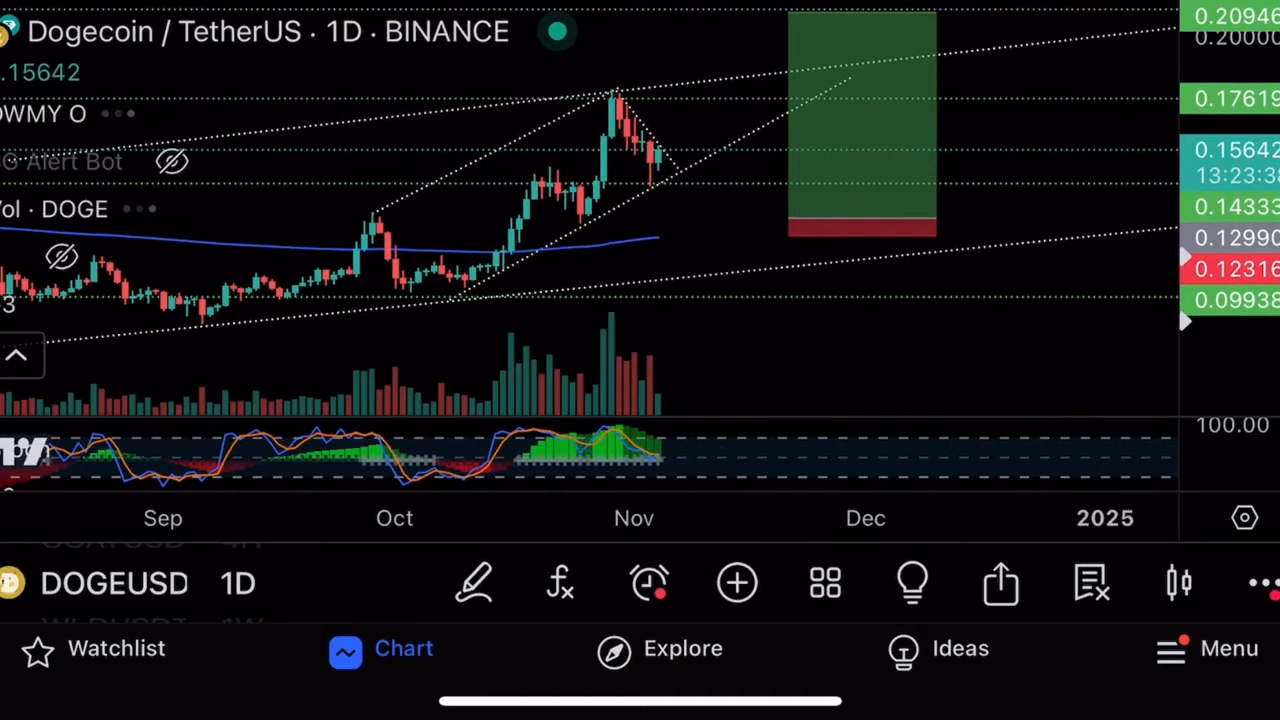 Dogecoin / TetherUS · 1D · BINANCE
.15642
OWMY O
G Alert Bot
Vol · DOGE
3
0.20946
0.20000
0.17619
0.15642
13:23:38
0.14333
0.12990
0.12316
0.09938
100.00
Sep Oct Nov Dec 2025
DOGEUSD 1D
Watchlist Chart Explore Ideas Menu